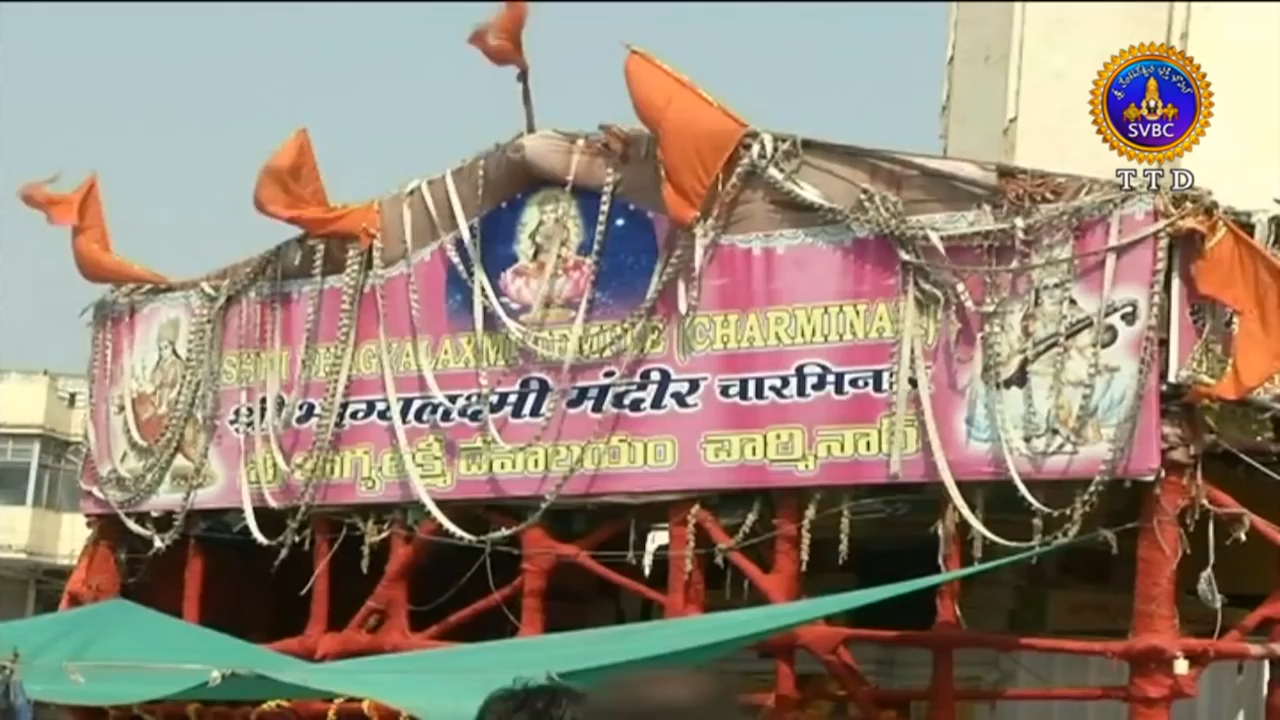 SVBC
TTD
SHRI BHAGYALAXMI TEMPLE (CHARMINAR)
श्री भाग्यलक्ष्मी मंदीर चारमिनार
శ్రీ భాగ్యలక్ష్మి దేవాలయం చార్మినార్